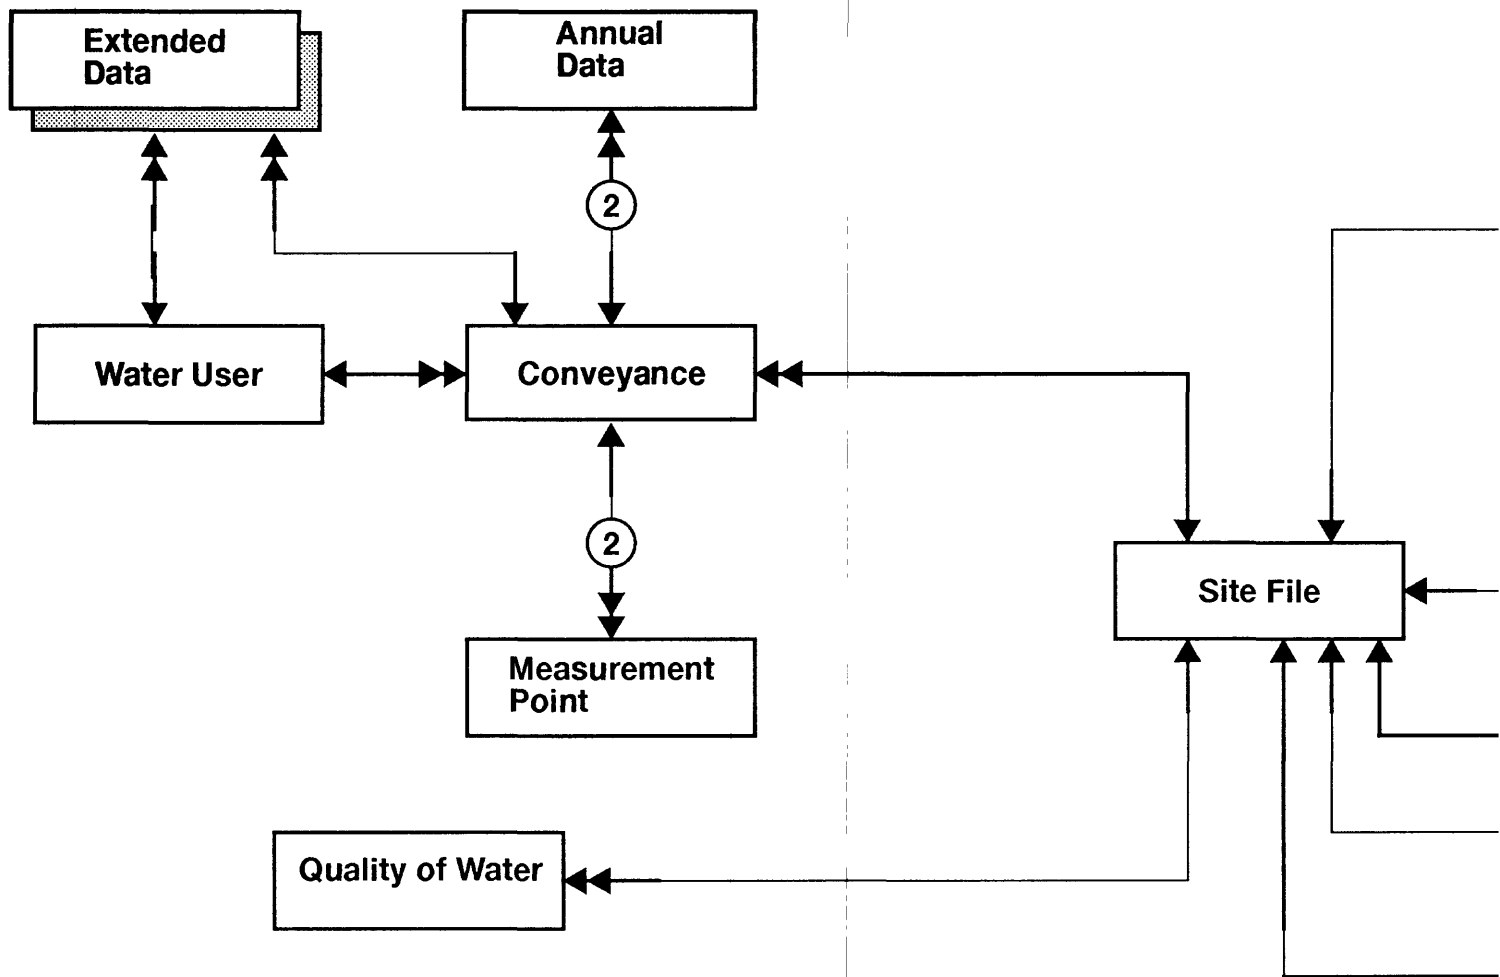 Extended
Data
Annual
Data
2
Water User
Conveyance
2
Site File
Measurement
Point
Quality of Water